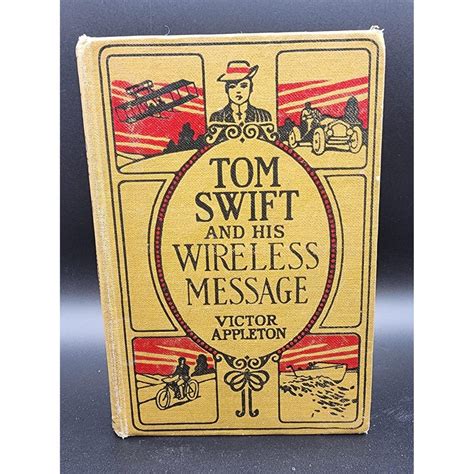 TOM
SWIFT
AND HIS
WIRELESS
MESSAGE
VICTOR
APPLETON